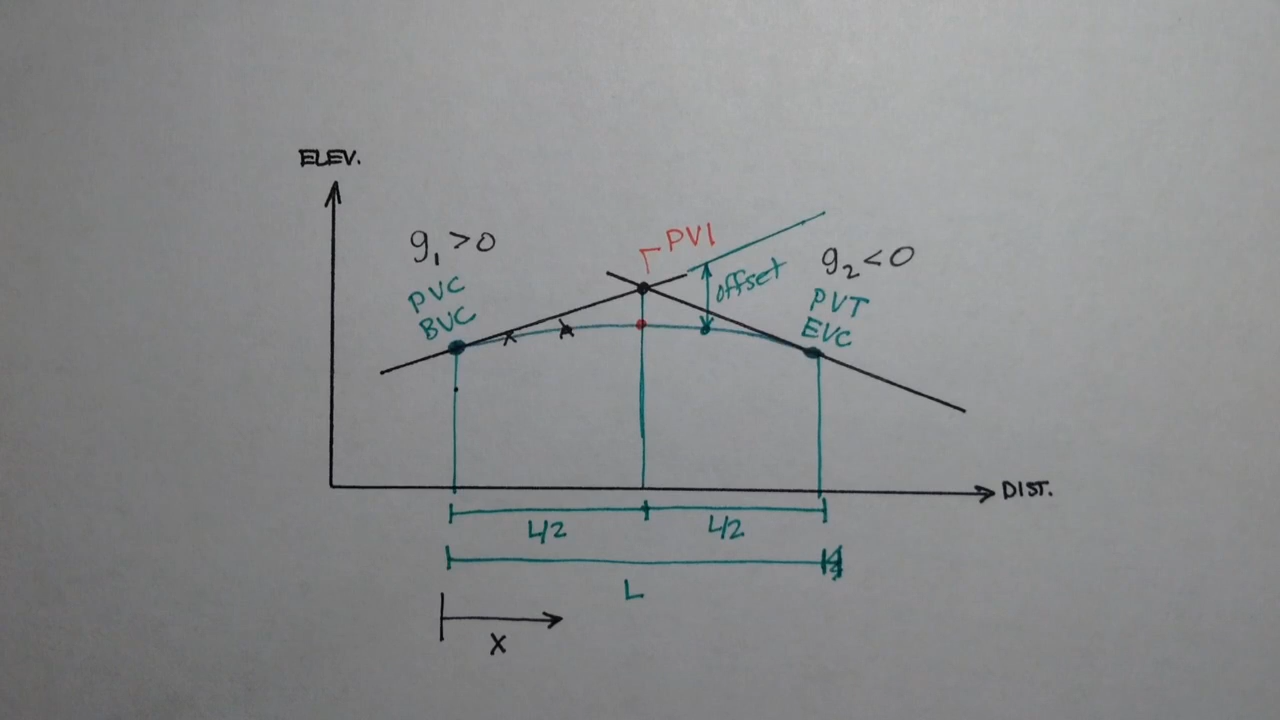 ELEV.
g₁>0
PVI
g₂<0
PVC
BVC
offset
PVT
EVC
DIST.
L/2
L/2
L
X